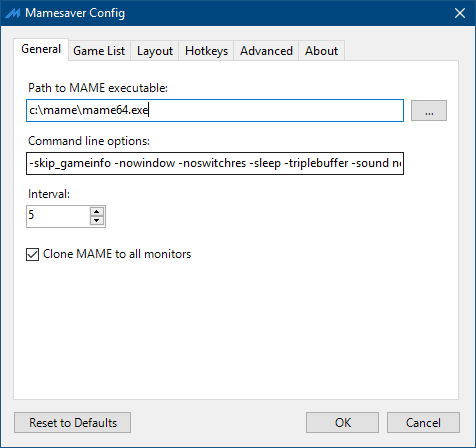 Mamesaver Config
General Game List Layout Hotkeys Advanced About
Path to MAME executable:
c:\mame\mame64.exe
...
Command line options:
-skip_gameinfo -nowindow -noswitchres -sleep -triplebuffer -sound
Interval:
5
Clone MAME to all monitors
Reset to Defaults OK Cancel